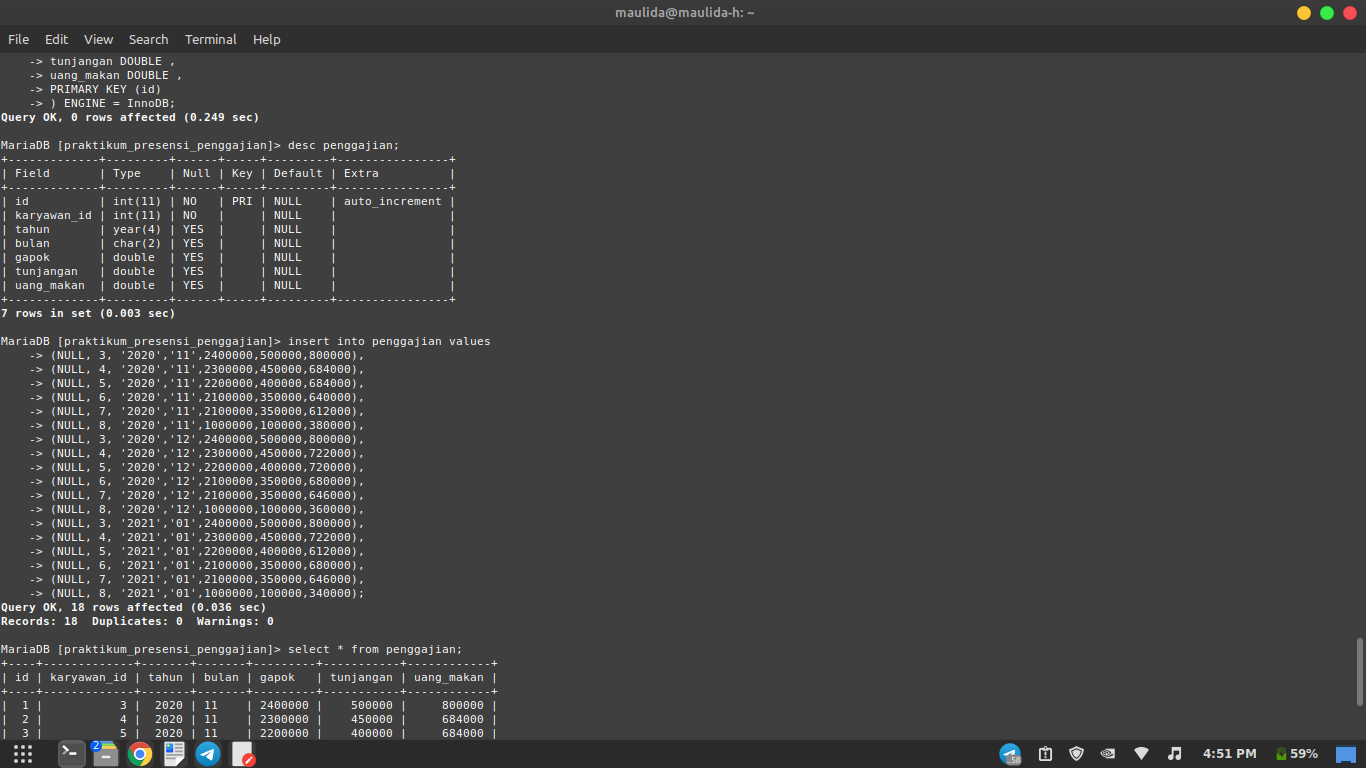 maulida@maulida-h: ~
File Edit View Search Terminal Help
    -> tunjangan DOUBLE ,
    -> uang_makan DOUBLE ,
    -> PRIMARY KEY (id)
    -> ) ENGINE = InnoDB;
Query OK, 0 rows affected (0.249 sec)
MariaDB [praktikum_presensi_penggajian]> desc penggajian;
+-------------+---------+------+-----+---------+----------------+
| Field       | Type    | Null | Key | Default | Extra          |
+-------------+---------+------+-----+---------+----------------+
| id          | int(11) | NO   | PRI | NULL    | auto_increment |
| karyawan_id | int(11) | NO   |     | NULL    |                |
| tahun       | year(4) | YES  |     | NULL    |                |
| bulan       | char(2) | YES  |     | NULL    |                |
| gapok       | double  | YES  |     | NULL    |                |
| tunjangan   | double  | YES  |     | NULL    |                |
| uang_makan  | double  | YES  |     | NULL    |                |
+-------------+---------+------+-----+---------+----------------+
7 rows in set (0.003 sec)
MariaDB [praktikum_presensi_penggajian]> insert into penggajian values
    -> (NULL, 3, '2020','11',2400000,500000,800000),
    -> (NULL, 4, '2020','11',2300000,450000,684000),
    -> (NULL, 5, '2020','11',2200000,400000,684000),
    -> (NULL, 6, '2020','11',2100000,350000,640000),
    -> (NULL, 7, '2020','11',2100000,350000,612000),
    -> (NULL, 8, '2020','11',1000000,100000,380000),
    -> (NULL, 3, '2020','12',2400000,500000,800000),
    -> (NULL, 4, '2020','12',2300000,450000,722000),
    -> (NULL, 5, '2020','12',2200000,400000,720000),
    -> (NULL, 6, '2020','12',2100000,350000,680000),
    -> (NULL, 7, '2020','12',2100000,350000,646000),
    -> (NULL, 8, '2020','12',1000000,100000,360000),
    -> (NULL, 3, '2021','01',2400000,500000,800000),
    -> (NULL, 4, '2021','01',2300000,450000,722000),
    -> (NULL, 5, '2021','01',2200000,400000,612000),
    -> (NULL, 6, '2021','01',2100000,350000,680000),
    -> (NULL, 7, '2021','01',2100000,350000,646000),
    -> (NULL, 8, '2021','01',1000000,100000,340000);
Query OK, 18 rows affected (0.036 sec)
Records: 18  Duplicates: 0  Warnings: 0
MariaDB [praktikum_presensi_penggajian]> select * from penggajian;
+----+-------------+-------+-------+---------+-----------+------------+
| id | karyawan_id | tahun | bulan | gapok   | tunjangan | uang_makan |
+----+-------------+-------+-------+---------+-----------+------------+
|  1 |           3 |  2020 | 11    | 2400000 |    500000 |     800000 |
|  2 |           4 |  2020 | 11    | 2300000 |    450000 |     684000 |
|  3 |           5 |  2020 | 11    | 2200000 |    400000 |     684000 |
2
58
4:51 PM
59%